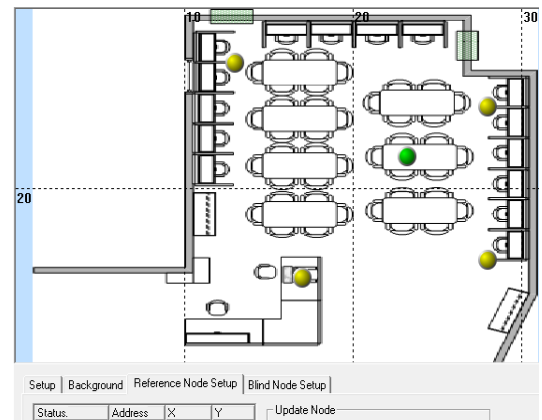 10 20 30
20
Setup Background Reference Node Setup Blind Node Setup
Status. Address X Y Update Node